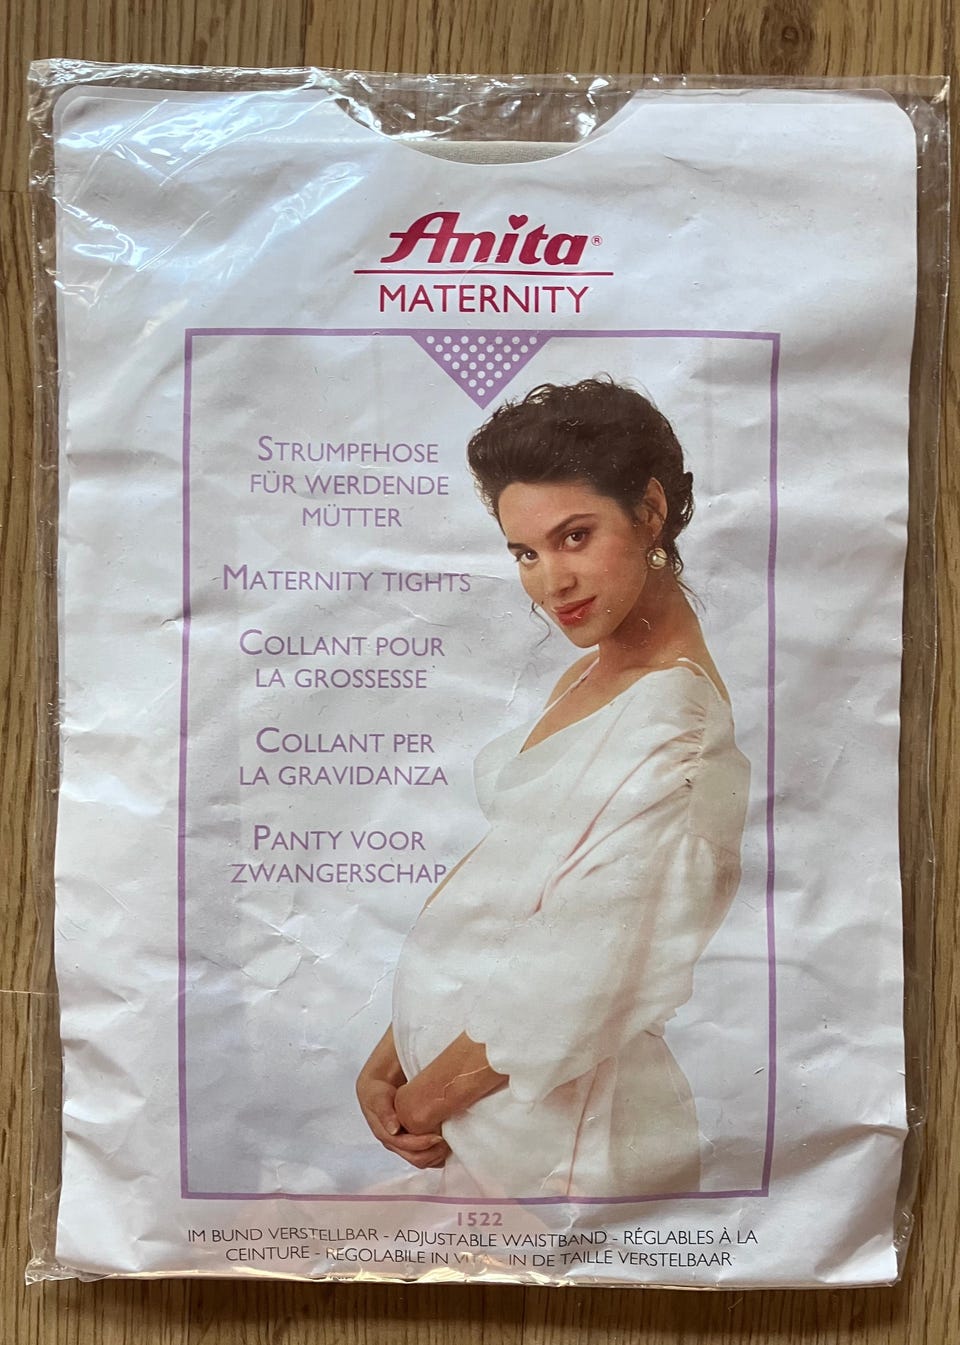 Anita®
MATERNITY
STRUMPFHOSE
FÜR WERDENDE
MÜTTER
MATERNITY TIGHTS
COLLANT POUR
LA GROSSESSE
COLLANT PER
LA GRAVIDANZA
PANTY VOOR
ZWANGERSCHAP
1522
IM BUND VERSTELLBAR - ADJUSTABLE WAISTBAND - RÉGLABLES À LA
CEINTURE - REGOLABILE IN VITA - IN DE TAILLE VERSTELBAAR